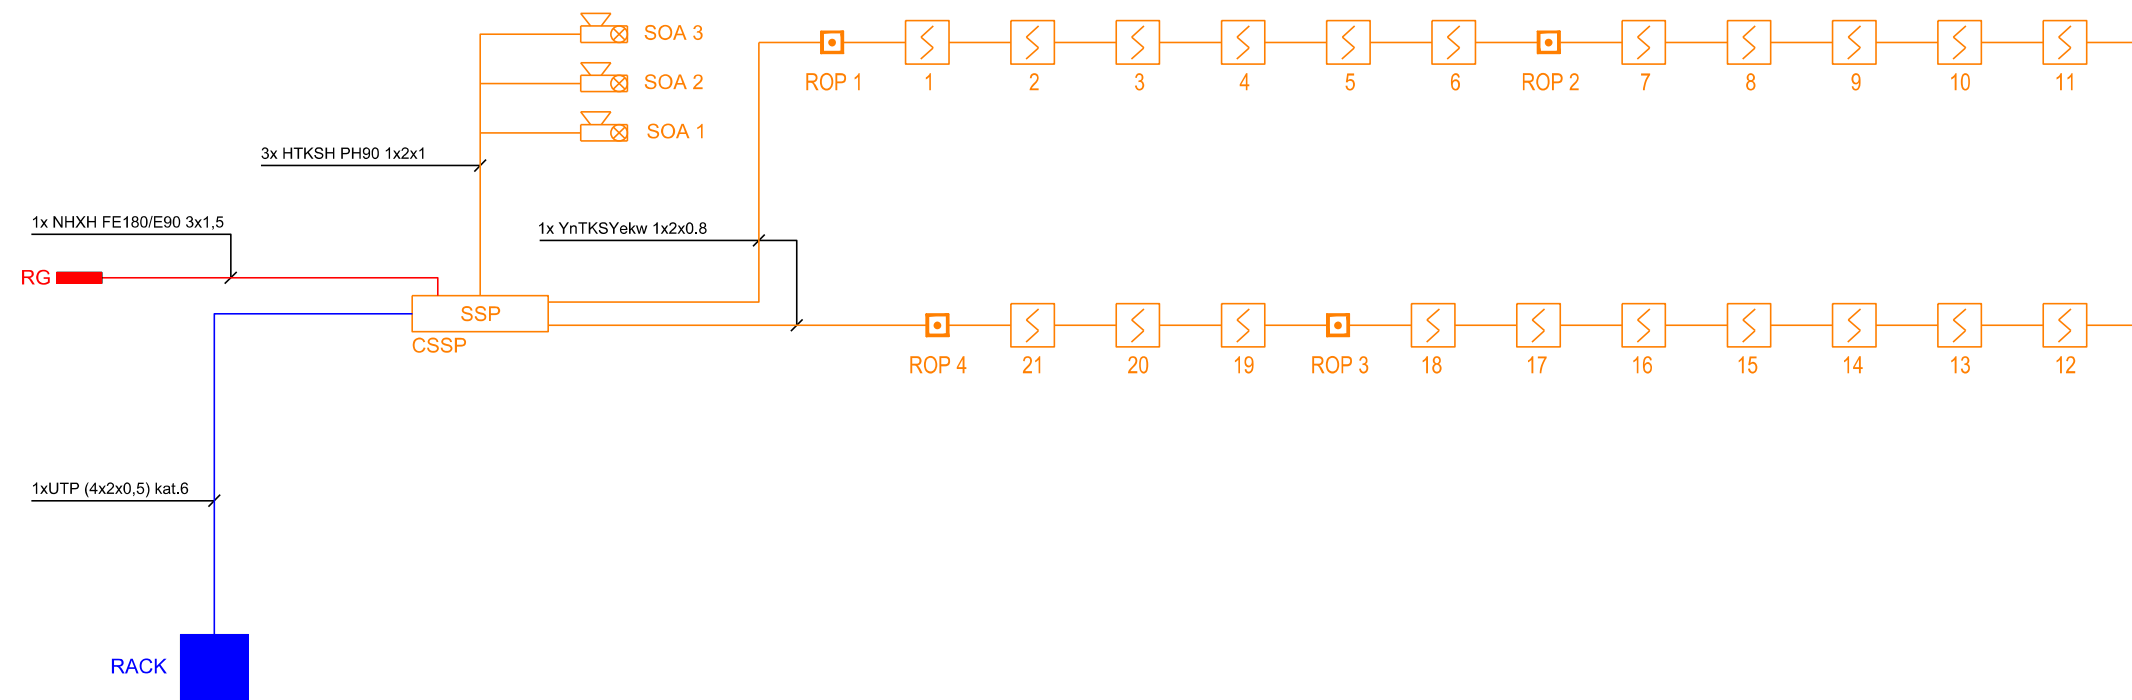 SOA 3
SOA 2
SOA 1
ROP 1 1 2 3 4 5 6 ROP 2 7 8 9 10 11
3x HTKSH PH90 1x2x1
1x NHXH FE180/E90 3x1,5
1x YnTKSYekw 1x2x0.8
RG
SSP
CSSP
ROP 4 21 20 19 ROP 3 18 17 16 15 14 13 12
1xUTP (4x2x0,5) kat.6
RACK